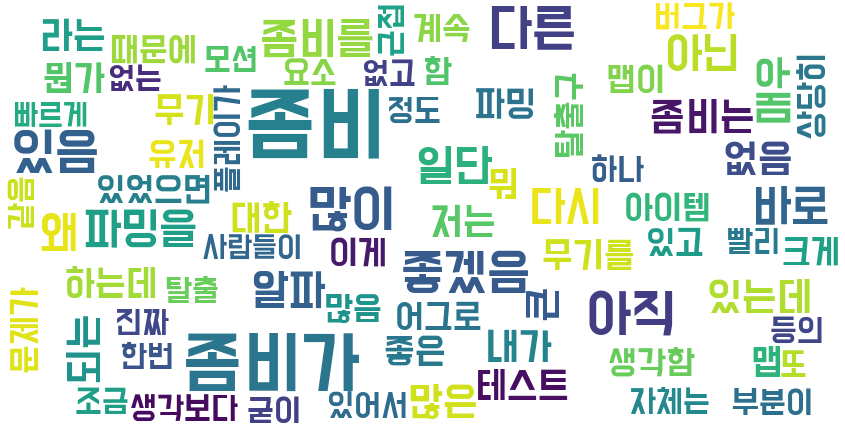 라는
때문에
좀비를
근접
계속
다른
버그가
뭔가
없는
모션
요소
없고
함
아닌
맵이
아
빠르게
무기
좀비
정도
파밍
탈출구
좀비는
봄
상당히
있음
유저
플레이가
일단
뭐
하나
없음
같음
있었으면
많이
다시
아이템
바로
왜
파밍을
대한
저는
사람들이
이게
좋겠음
무기를
있고
빨리
크게
하는데
탈출
알파
많음
어그로
큰
아직
있는데
문제가
진짜
한번
되도
좀비가
좋은
내가
등의
생각함
맵
또
조금
생각보다
굳이
있어서
많은
테스트
자체는
부분이